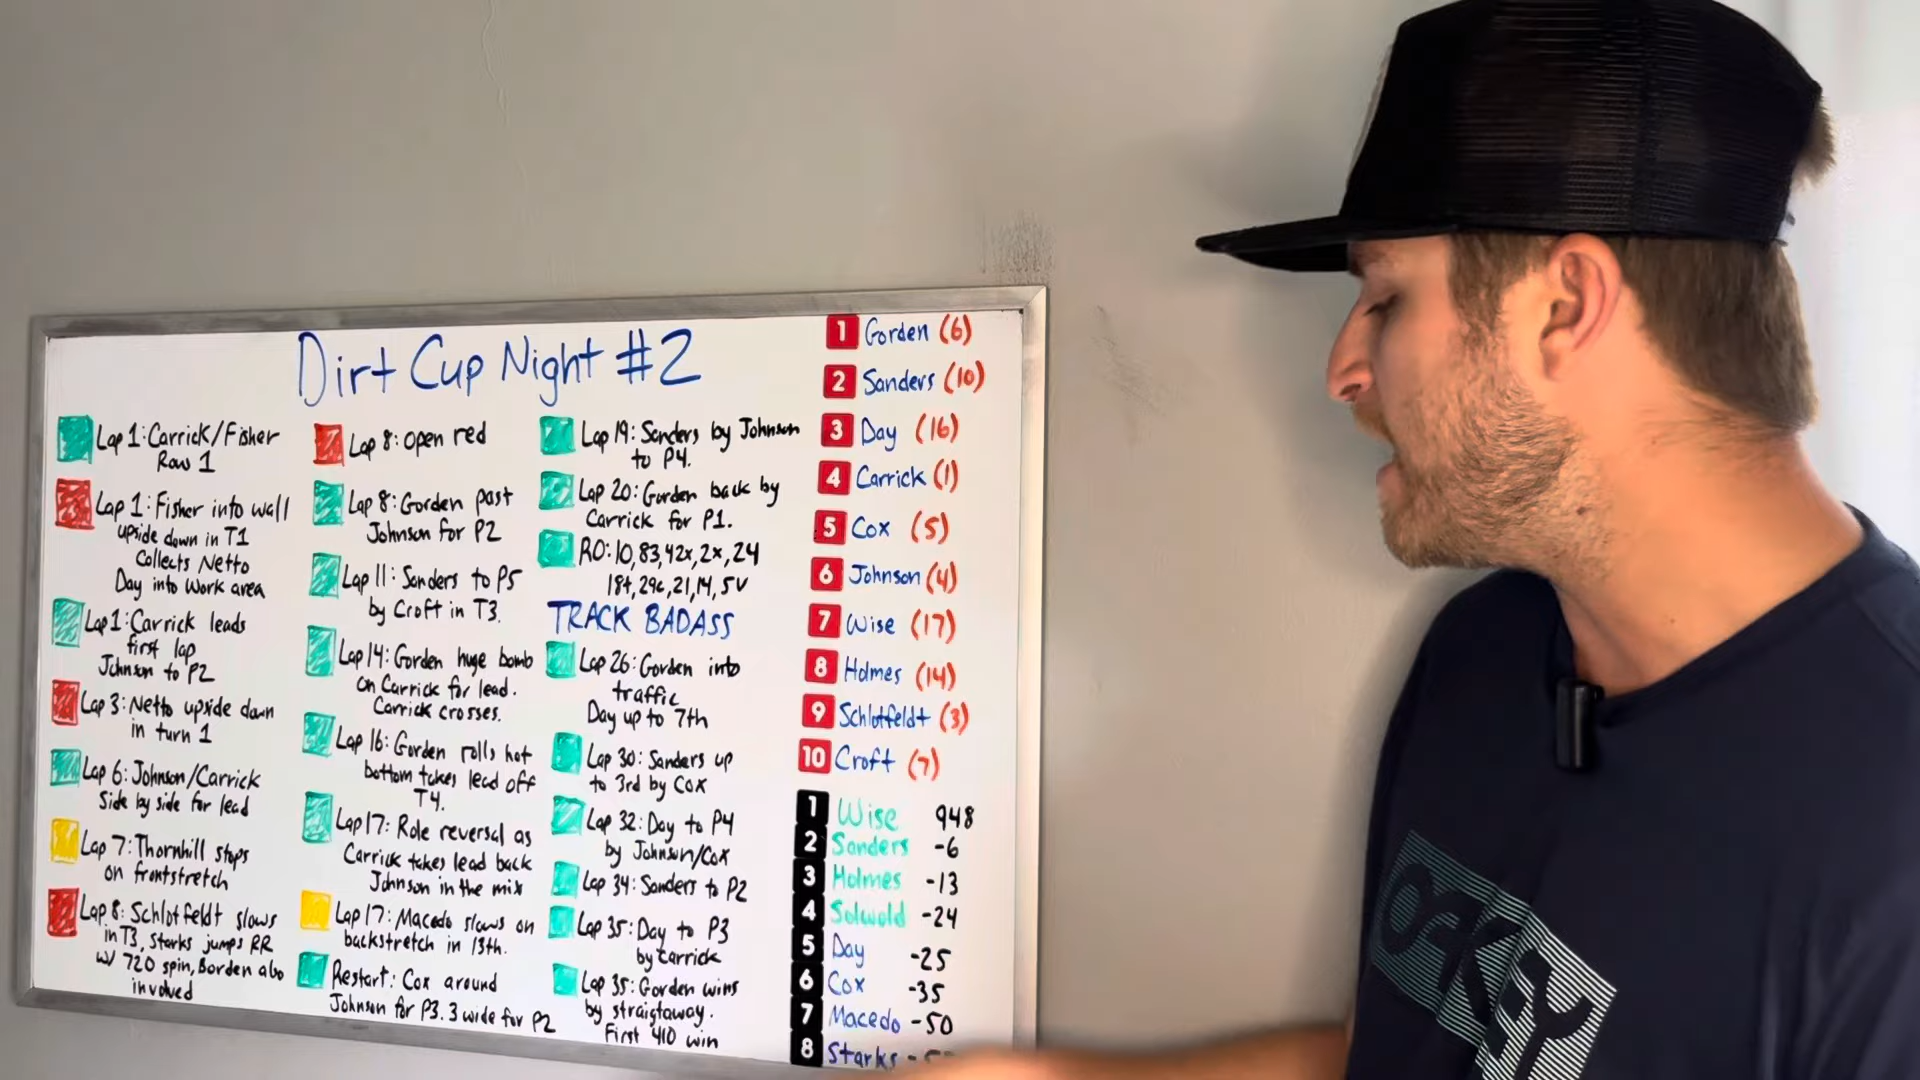 Dirt Cup Night #2
Lap 1: Carrick/Fisher
Row 1
Lap 1: Fisher into wall
upside down in T1
Collects Netto
Day into Work area
Lap 1: Carrick leads
first lap
Johnson to P2
Lap 3: Netto upside down
in turn 1
Lap 6: Johnson/Carrick
Side by side for lead
Lap 7: Thornhill stops
on frontstretch
Lap 8: Schlotfeldt slows
in T3, Starks jumps RR
w/ 720 spin, Borden also
involved
Lap 8: open red
Lap 8: Gorden past
Johnson for P2
Lap 11: Sanders to P5
by Croft in T3.
Lap 14: Gorden huge bomb
on Carrick for lead.
Carrick crosses.
Lap 16: Gorden rolls hot
bottom takes lead off
T4.
Lap 17: Role reversal as
Carrick takes lead back
Johnson in the mix
Lap 17: Macedo slows on
backstretch in 13th.
Restart: Cox around
Johnson for P3. 3 wide for P2
Lap 19: Sanders by Johnson
to P4.
Lap 20: Gorden back by
Carrick for P1.
RO: 10, 83, 42x, 2x, 24
18t, 29c, 21, 14, 5V
TRACK BADASS
Lap 26: Gorden into
traffic
Day up to 7th
Lap 30: Sanders up
to 3rd by Cox
Lap 32: Day to P4
by Johnson/Cox
Lap 34: Sanders to P2
Lap 35: Day to P3
by Carrick
Lap 35: Gorden wins
by straigtaway.
First 410 win
1 Gorden (6)
2 Sanders (10)
3 Day (16)
4 Carrick (1)
5 Cox (5)
6 Johnson (4)
7 Wise (17)
8 Holmes (14)
9 Schlotfeldt (3)
10 Croft (7)
1 Wise 948
2 Sanders -6
3 Holmes -13
4 Solwold -24
5 Day -25
6 Cox -35
7 Macedo -50
8 Starks
OAKLEY